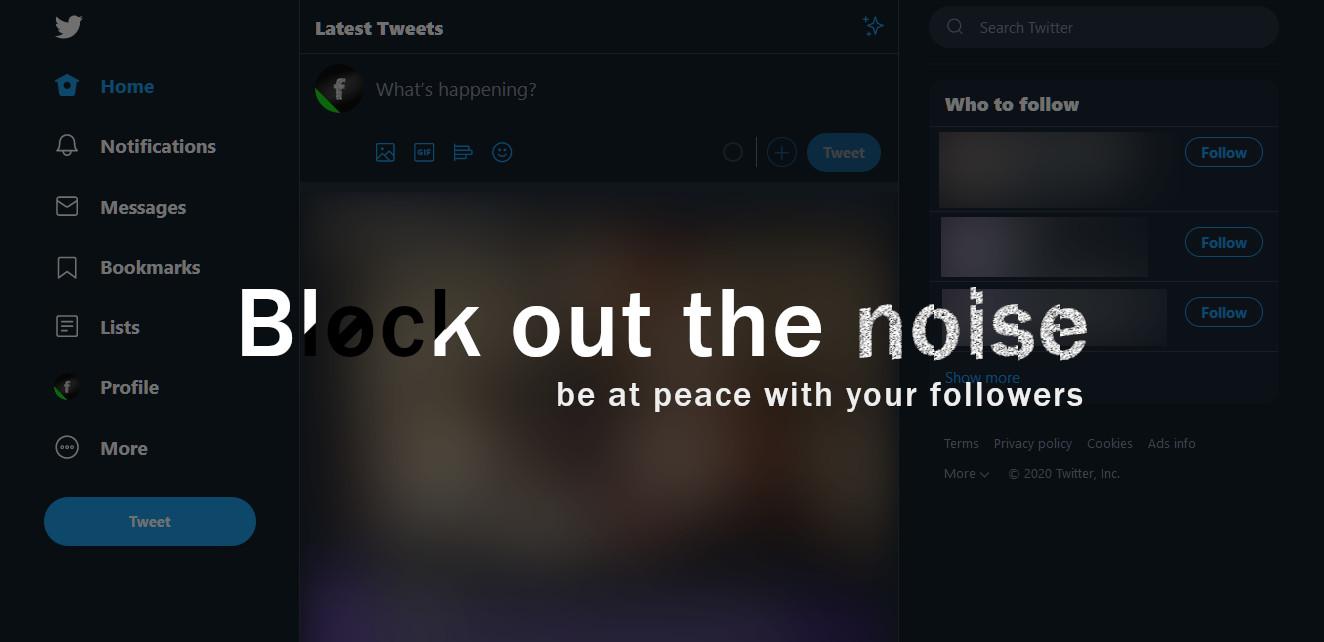 Latest Tweets
Search Twitter
Home
f
What's happening?
Who to follow
Notifications
GIF
Tweet
Follow
Messages
Follow
Bookmarks
Block out the noise
Lists
Follow
Show more
be at peace with your followers
f
Profile
Terms Privacy policy Cookies Ads info
More
More © 2020 Twitter, Inc.
Tweet